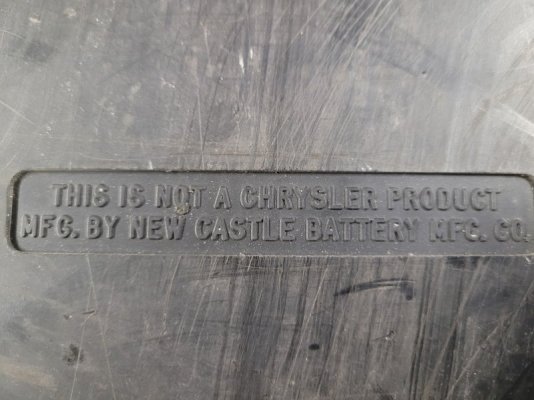 THIS IS NOT A CHRYSLER PRODUCT
MFG. BY NEW CASTLE BATTERY MFG. CO.